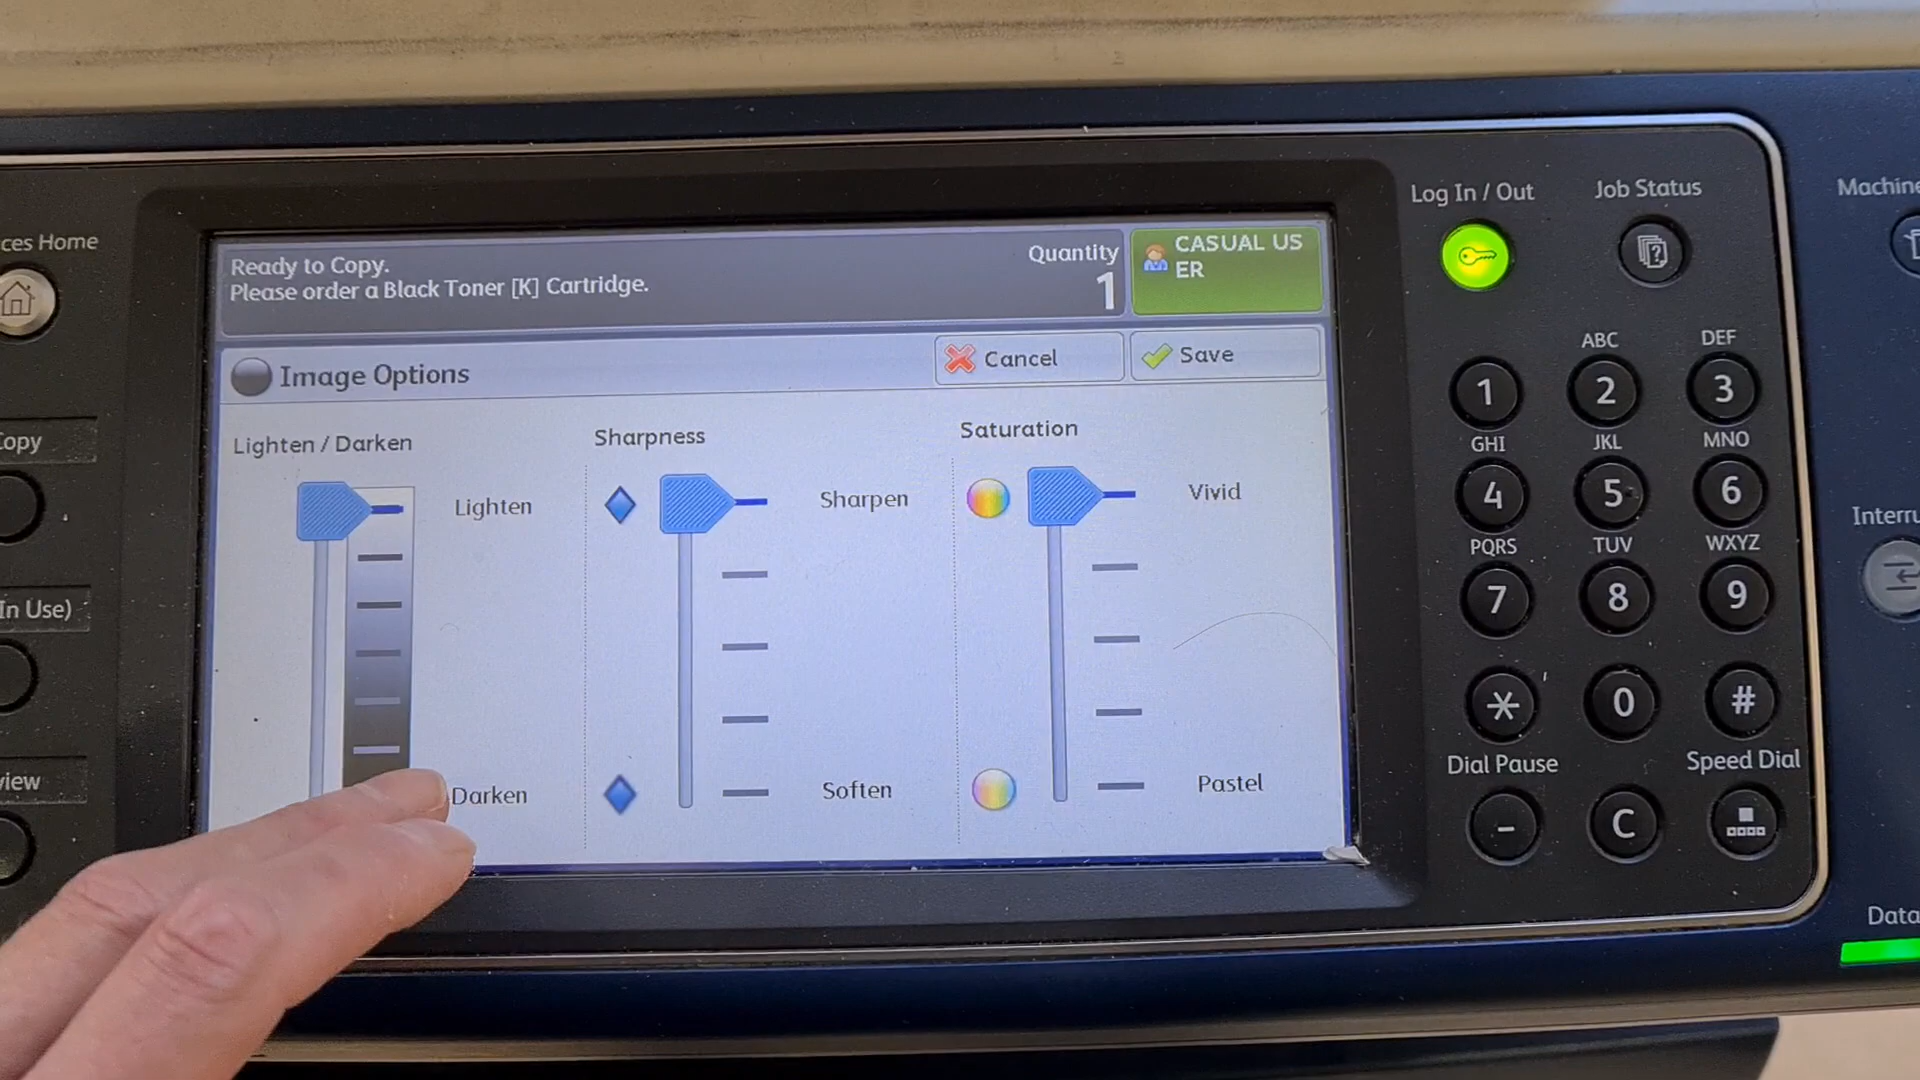 Ready to Copy.
Please order a Black Toner [K] Cartridge.
Quantity
1
CASUAL US
ER
Image Options
Cancel
Save
Lighten / Darken
Lighten
Darken
Sharpness
Sharpen
Soften
Saturation
Vivid
Pastel
ces Home
opy
In Use)
view
Log In / Out
Job Status
Machine
ABC
DEF
1
2
3
GHI
JKL
MNO
4
5
6
Interru
PQRS
TUV
WXYZ
7
8
9
*
0
#
Dial Pause
Speed Dial
-
C
Data